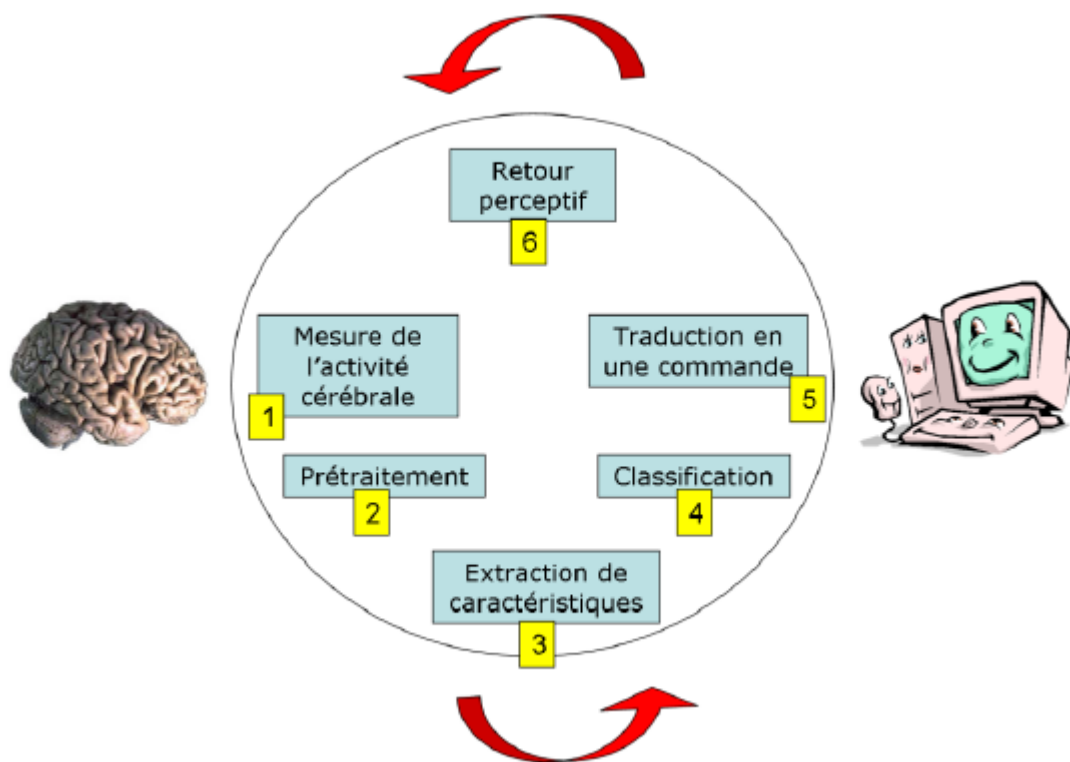 Retour
perceptif
6
Mesure de
l'activité
cérébrale
1
Traduction en
une commande
5
Prétraitement
2
Classification
4
Extraction de
caractéristiques
3